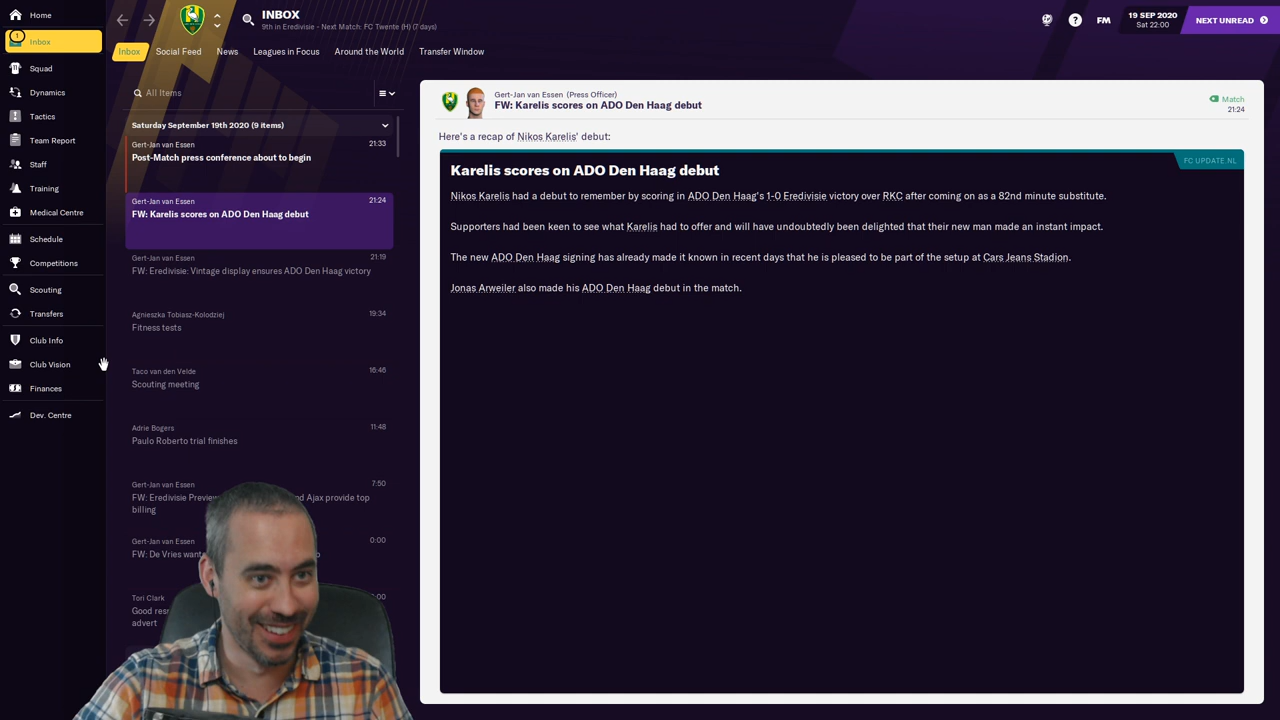 Home
Inbox
1
Squad
Dynamics
Tactics
Team Report
Staff
Training
Medical Centre
Schedule
Competitions
Scouting
Transfers
Club Info
Club Vision
Finances
Dev. Centre
INBOX
9th in Eredivisie - Next Match: FC Twente (H) (7 days)
FM
19 SEP 2020
Sat 22:00
NEXT UNREAD
Inbox
Social Feed
News
Leagues in Focus
Around the World
Transfer Window
All Items
Saturday September 19th 2020 (9 items)
Gert-Jan van Essen 21:33
Post-Match press conference about to begin
Gert-Jan van Essen 21:24
FW: Karelis scores on ADO Den Haag debut
Gert-Jan van Essen 21:19
FW: Eredivisie: Vintage display ensures ADO Den Haag victory
Agnieszka Tobiasz-Kolodziej 19:34
Fitness tests
Taco van den Velde 16:46
Scouting meeting
Adrie Bogers 11:48
Paulo Roberto trial finishes
Gert-Jan van Essen 7:50
FW: Eredivisie Preview nd Ajax provide top
billing
Gert-Jan van Essen 0:00
FW: De Vries wants
Tori Clark :00
Good res
advert
Gert-Jan van Essen (Press Officer)
FW: Karelis scores on ADO Den Haag debut
Match
21:24
Here's a recap of Nikos Karelis' debut:
FC UPDATE.NL
Karelis scores on ADO Den Haag debut
Nikos Karelis had a debut to remember by scoring in ADO Den Haag's 1-0 Eredivisie victory over RKC after coming on as a 82nd minute substitute.
Supporters had been keen to see what Karelis had to offer and will have undoubtedly been delighted that their new man made an instant impact.
The new ADO Den Haag signing has already made it known in recent days that he is pleased to be part of the setup at Cars Jeans Stadion.
Jonas Arweiler also made his ADO Den Haag debut in the match.